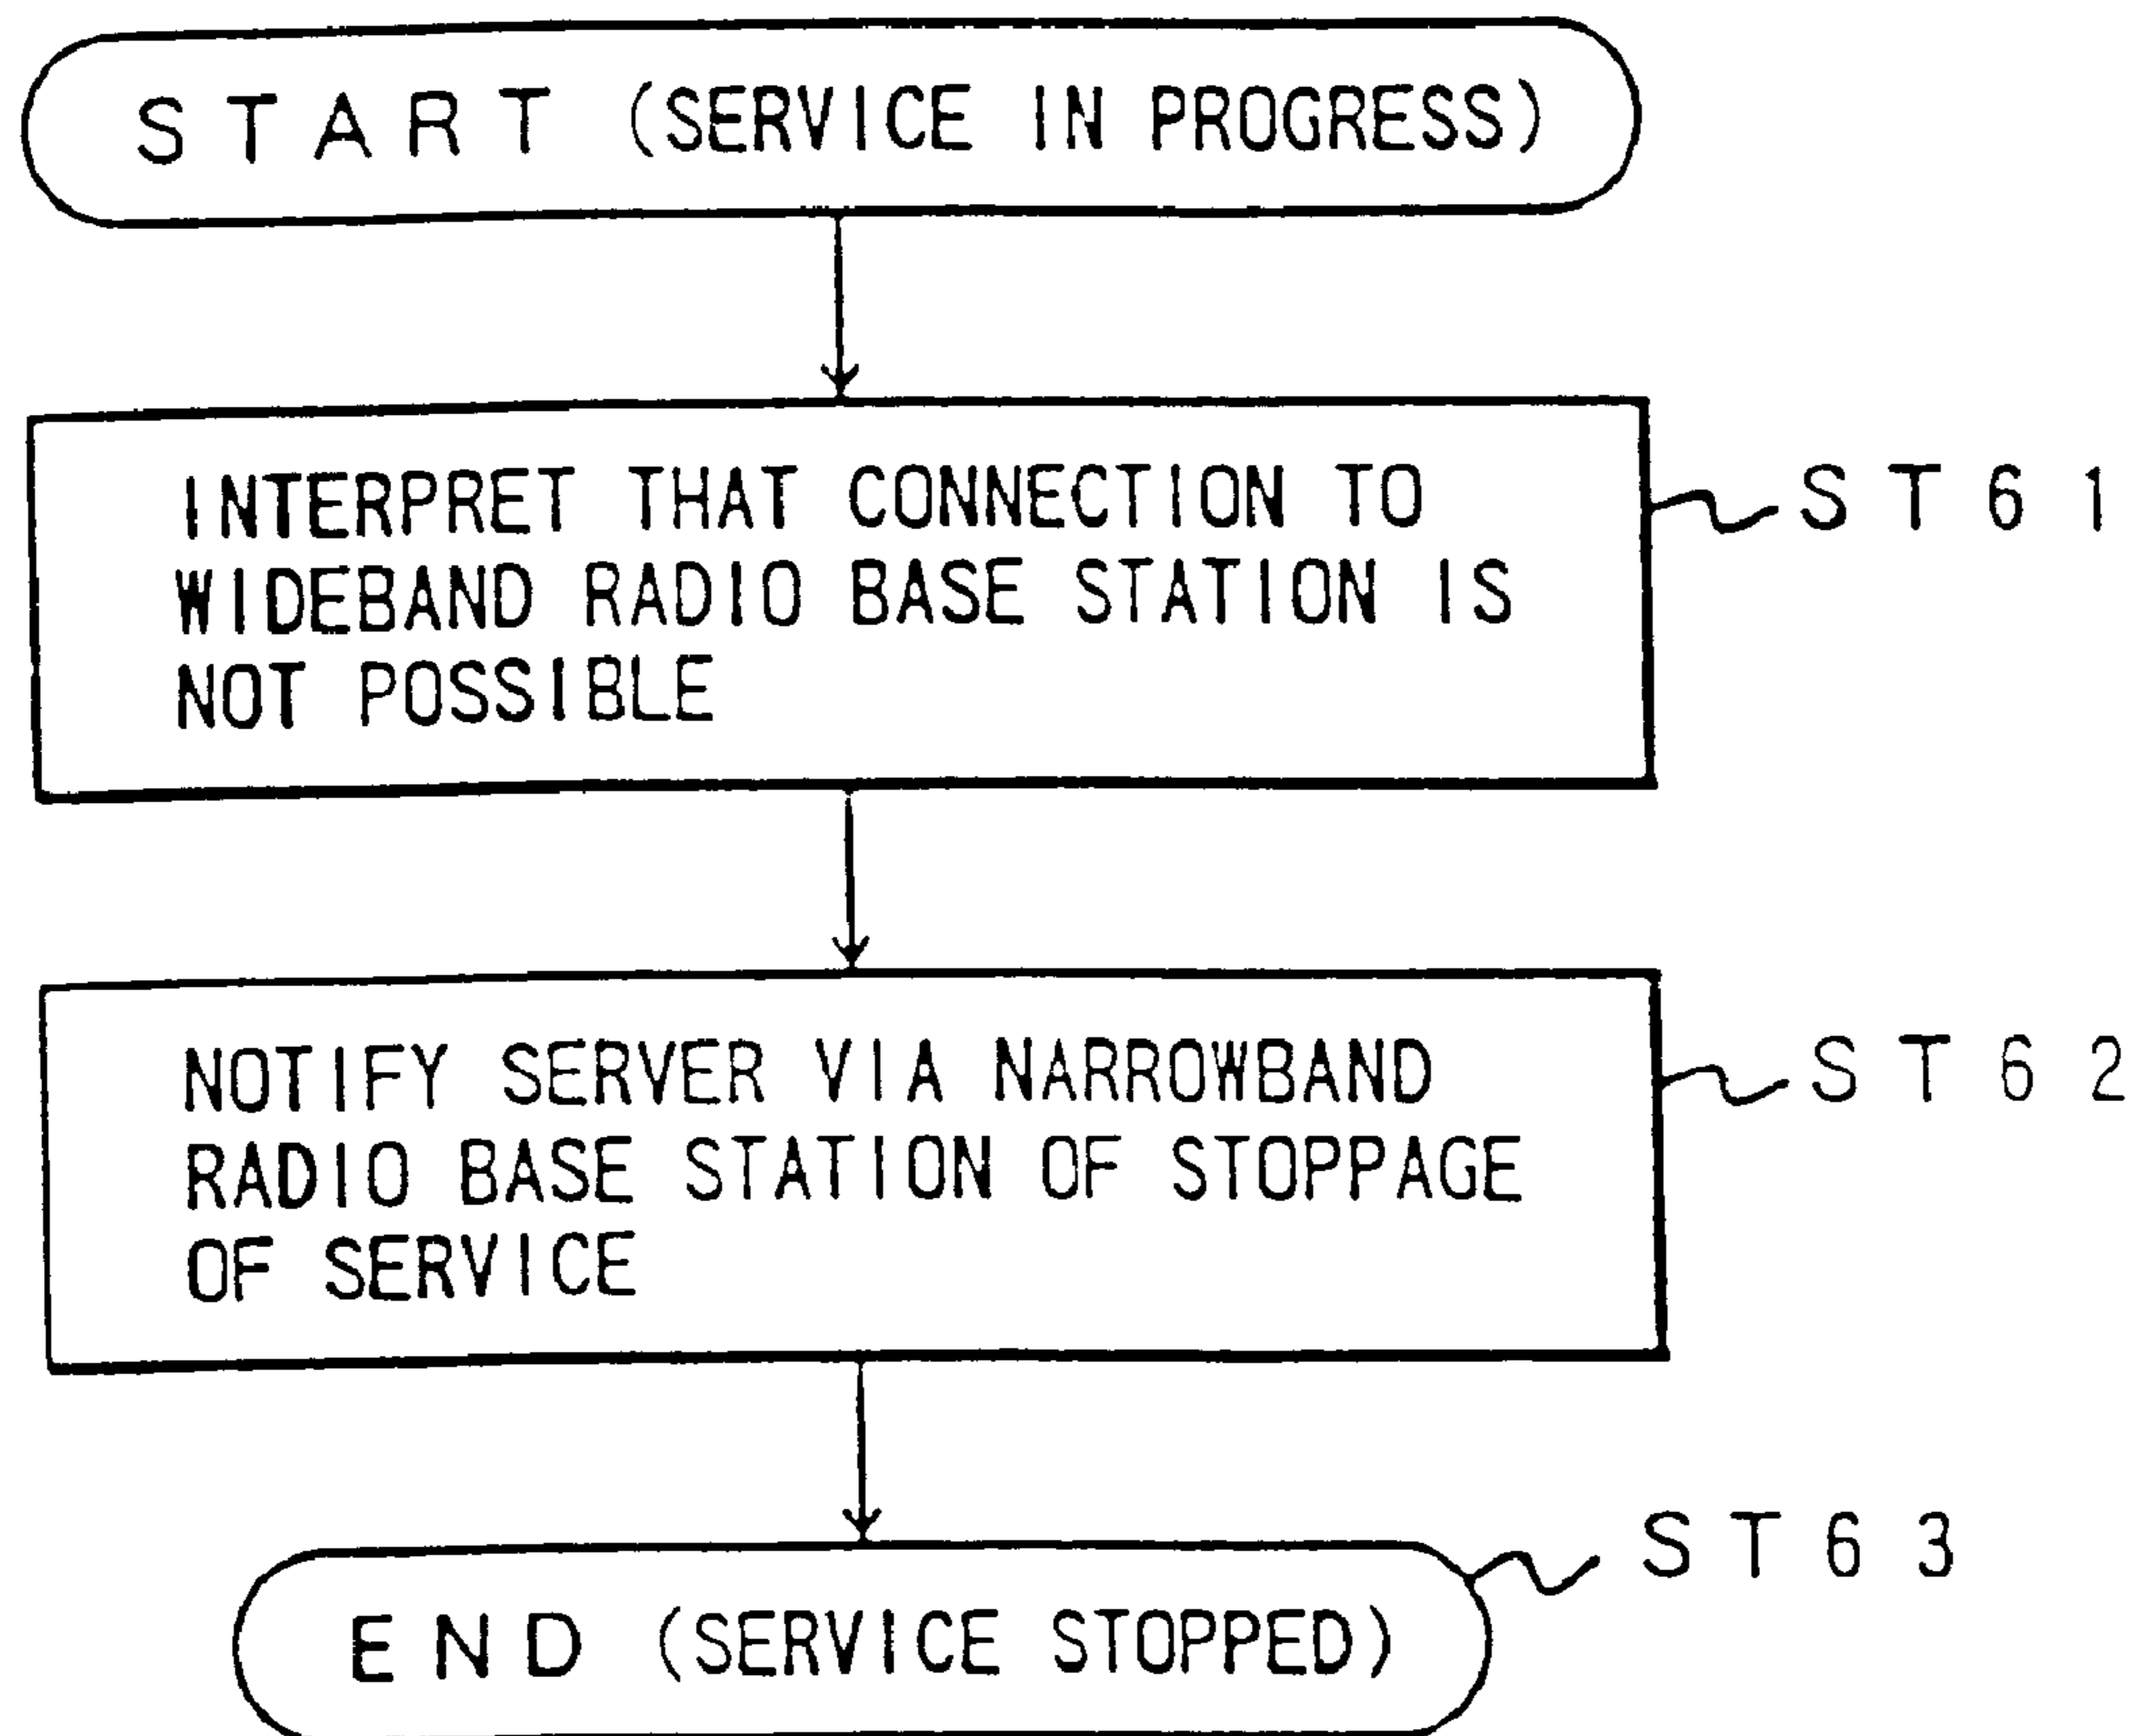 START (SERVICE IN PROGRESS)
INTERPRET THAT CONNECTION TO
WIDEBAND RADIO BASE STATION IS
NOT POSSIBLE
ST61
NOTIFY SERVER VIA NARROWBAND
RADIO BASE STATION OF STOPPAGE
OF SERVICE
ST62
END (SERVICE STOPPED)
ST63